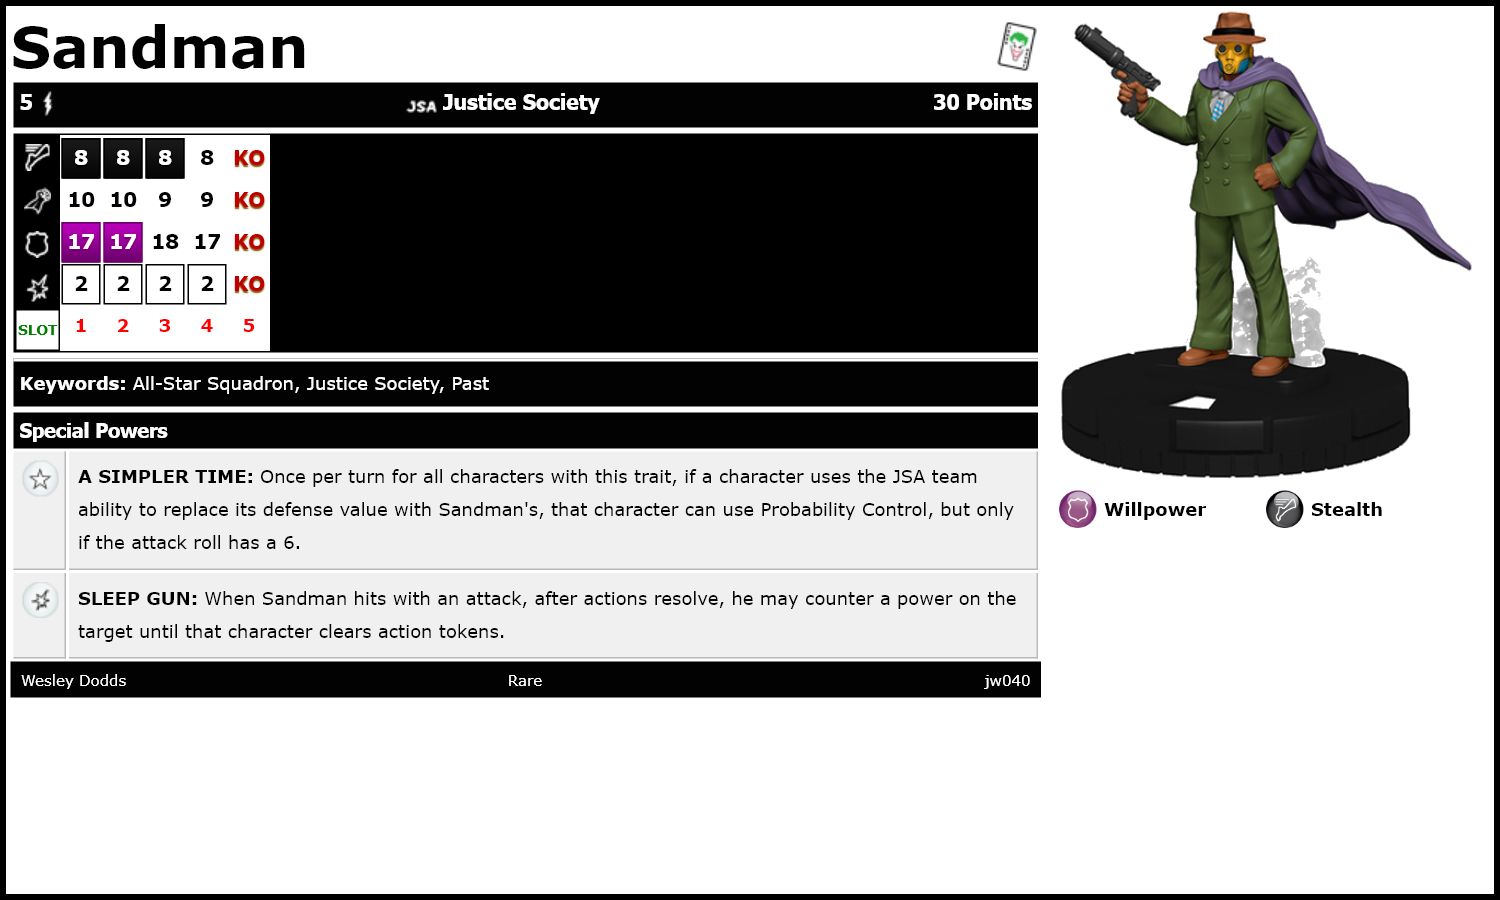 Sandman
5 JSA Justice Society 30 Points
8 8 8 8 KO
10 10 9 9 KO
17 17 18 17 KO
2 2 2 2 KO
SLOT 1 2 3 4 5
Keywords: All-Star Squadron, Justice Society, Past
Special Powers
A SIMPLER TIME: Once per turn for all characters with this trait, if a character uses the JSA team
ability to replace its defense value with Sandman's, that character can use Probability Control, but only
if the attack roll has a 6.
SLEEP GUN: When Sandman hits with an attack, after actions resolve, he may counter a power on the
target until that character clears action tokens.
Wesley Dodds Rare jw040
Willpower Stealth